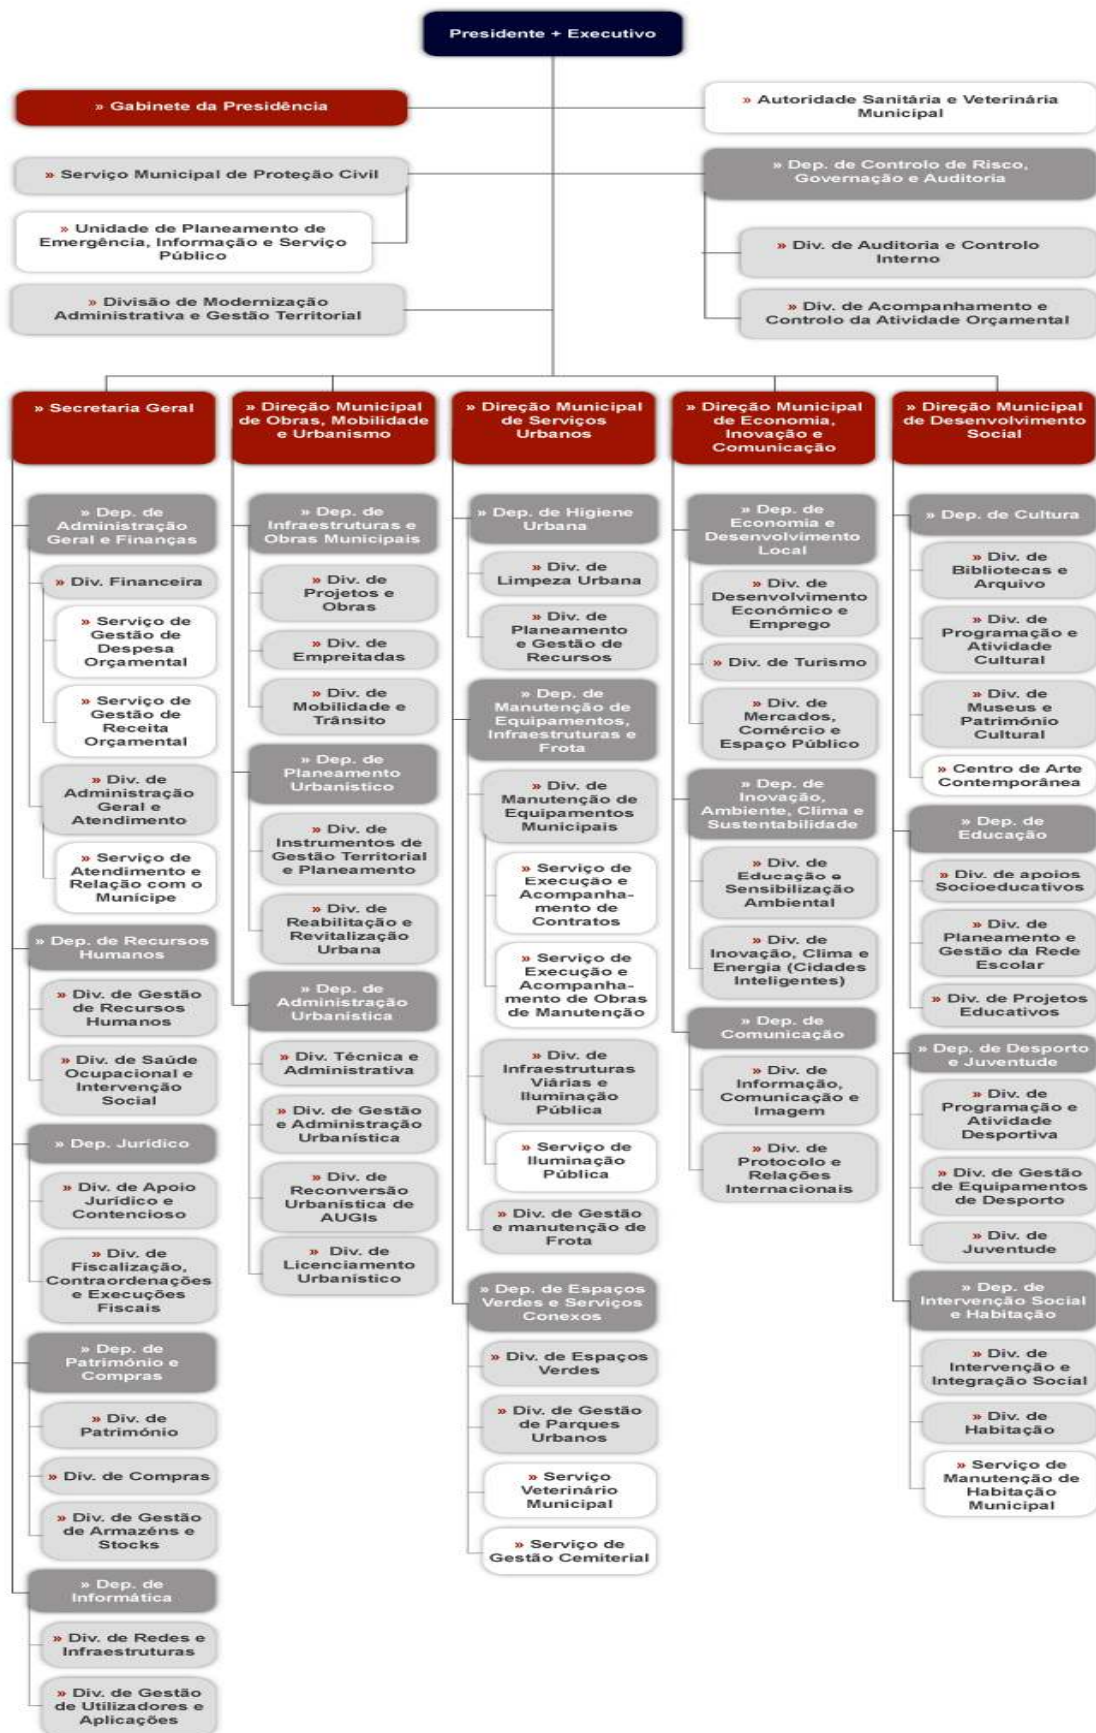 Presidente + Executivo
» Gabinete da Presidência
» Autoridade Sanitária e Veterinária
Municipal
» Serviço Municipal de Proteção Civil
» Dep. de Controlo de Risco,
Governação e Auditoria
» Unidade de Planeamento de
Emergência, Informação e Serviço
Público
» Div. de Auditoria e Controlo
Interno
» Divisão de Modernização
Administrativa e Gestão Territorial
» Div. de Acompanhamento e
Controlo da Atividade Orçamental
» Secretaria Geral
» Dep. de
Administração
Geral e Finanças
» Div. Financeira
» Serviço de
Gestão de
Despesa
Orçamental
» Serviço de
Gestão de
Receita
Orçamental
» Div. de
Administração
Geral e
Atendimento
» Serviço de
Atendimento e
Relação com o
Munícipe
» Dep. de Recursos
Humanos
» Div. de Gestão
de Recursos
Humanos
» Div. de Saúde
Ocupacional e
Intervenção
Social
» Dep. Jurídico
» Div. de Apoio
Jurídico e
Contencioso
» Div. de
Fiscalização,
Contraordenações
e Execuções
Fiscais
» Dep. de
Património e
Compras
» Div. de
Património
» Div. de Compras
» Div. de Gestão
de Armazéns e
Stocks
» Dep. de
Informática
» Div. de Redes e
Infraestruturas
» Div. de Gestão
de Utilizadores e
Aplicações
» Direção Municipal
de Obras, Mobilidade
e Urbanismo
» Dep. de
Infraestruturas e
Obras Municipais
» Div. de
Projetos e
Obras
» Div. de
Empreitadas
» Div. de
Mobilidade e
Trânsito
» Dep. de
Planeamento
Urbanístico
» Div. de
Instrumentos de
Gestão Territorial
e Planeamento
» Div. de
Reabilitação e
Revitalização
Urbana
» Dep. de
Administração
Urbanística
» Div. Técnica e
Administrativa
» Div. de Gestão
e Administração
Urbanística
» Div. de
Reconversão
Urbanística de
AUGIs
» Div. de
Licenciamento
Urbanístico
» Direção Municipal
de Serviços
Urbanos
» Dep. de Higiene
Urbana
» Div. de
Limpeza Urbana
» Div. de
Planeamento
e Gestão de
Recursos
» Dep. de
Manutenção de
Equipamentos,
Infraestruturas e
Frota
» Div. de
Manutenção de
Equipamentos
Municipais
» Serviço de
Execução e
Acompanha-
mento de
Contratos
» Serviço de
Execução e
Acompanha-
mento de Obras
de Manutenção
» Div. de
Infraestruturas
Viárias e
Iluminação
Pública
» Serviço de
Iluminação
Pública
» Div. de Gestão
e manutenção de
Frota
» Dep. de Espaços
Verdes e Serviços
Conexos
» Div. de Espaços
Verdes
» Div. de Gestão
de Parques
Urbanos
» Serviço
Veterinário
Municipal
» Serviço de
Gestão Cemiterial
» Direção Municipal
de Economia,
Inovação e
Comunicação
» Dep. de
Economia e
Desenvolvimento
Local
» Div. de
Desenvolvimento
Económico e
Emprego
» Div. de Turismo
» Div. de
Mercados,
Comércio e
Espaço Público
» Dep. de
Inovação,
Ambiente, Clima e
Sustentabilidade
» Div. de
Educação e
Sensibilização
Ambiental
» Div. de
Inovação, Clima e
Energia (Cidades
Inteligentes)
» Dep. de
Comunicação
» Div. de
Informação,
Comunicação e
Imagem
» Div. de
Protocolo e
Relações
Internacionais
» Direção Municipal
de Desenvolvimento
Social
» Dep. de Cultura
» Div. de
Bibliotecas e
Arquivo
» Div. de
Programação e
Atividade
Cultural
» Div. de
Museus e
Património
Cultural
» Centro de Arte
Contemporânea
» Dep. de
Educação
» Div. de apoios
Socioeducativos
» Div. de
Planeamento e
Gestão da Rede
Escolar
» Div. de Projetos
Educativos
» Dep. de Desporto
e Juventude
» Div. de
Programação e
Atividade
Desportiva
» Div. de Gestão
de Equipamentos
de Desporto
» Div. de
Juventude
» Dep. de
Intervenção Social
e Habitação
» Div. de
Intervenção e
Integração Social
» Div. de
Habitação
» Serviço de
Manutenção de
Habitação
Municipal